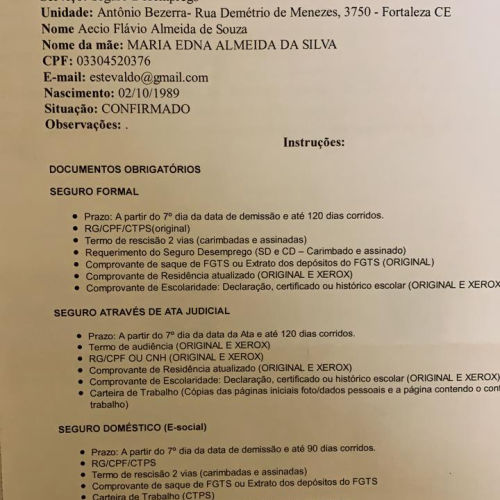 Unidade: Antônio Bezerra- Rua Demétrio de Menezes, 3750 - Fortaleza CE
Nome Aecio Flávio Almeida de Souza
Nome da mãe: MARIA EDNA ALMEIDA DA SILVA
CPF: 03304520376
E-mail: estevaldo@gmail.com
Nascimento: 02/10/1989
Situação: CONFIRMADO
Observações: .
Instruções:
DOCUMENTOS OBRIGATÓRIOS
SEGURO FORMAL
• Prazo: A partir do 7º dia da data de demissão e até 120 dias corridos.
• RG/CPF/CTPS(original)
• Termo de rescisão 2 vias (carimbadas e assinadas)
• Requerimento do Seguro Desemprego (SD e CD – Carimbado e assinado)
• Comprovante de saque de FGTS ou Extrato dos depósitos do FGTS (ORIGINAL)
• Comprovante de Residência atualizado (ORIGINAL E XEROX)
• Comprovante de Escolaridade: Declaração, certificado ou histórico escolar (ORIGINAL E XEROX
SEGURO ATRAVÉS DE ATA JUDICIAL
• Prazo: A partir do 7º dia da data da Ata e até 120 dias corridos.
• Termo de audiência (ORIGINAL E XEROX)
• RG/CPF OU CNH (ORIGINAL E XEROX)
• Comprovante de Residência atualizado (ORIGINAL E XEROX)
• Comprovante de Escolaridade: Declaração, certificado ou histórico escolar (ORIGINAL E XEROX)
• Carteira de Trabalho (Cópias das páginas iniciais foto/dados pessoais e a página contendo o
trabalho)
SEGURO DOMÉSTICO (E-social)
• Prazo: A partir do 7º dia da data de demissão e até 90 dias corridos.
• RG/CPF/CTPS
• Termo de rescisão 2 vias (carimbadas e assinadas)
• Comprovante de saque de FGTS ou Extrato dos depósitos do FGTS
• Carteira de Trabalho (CTPS)